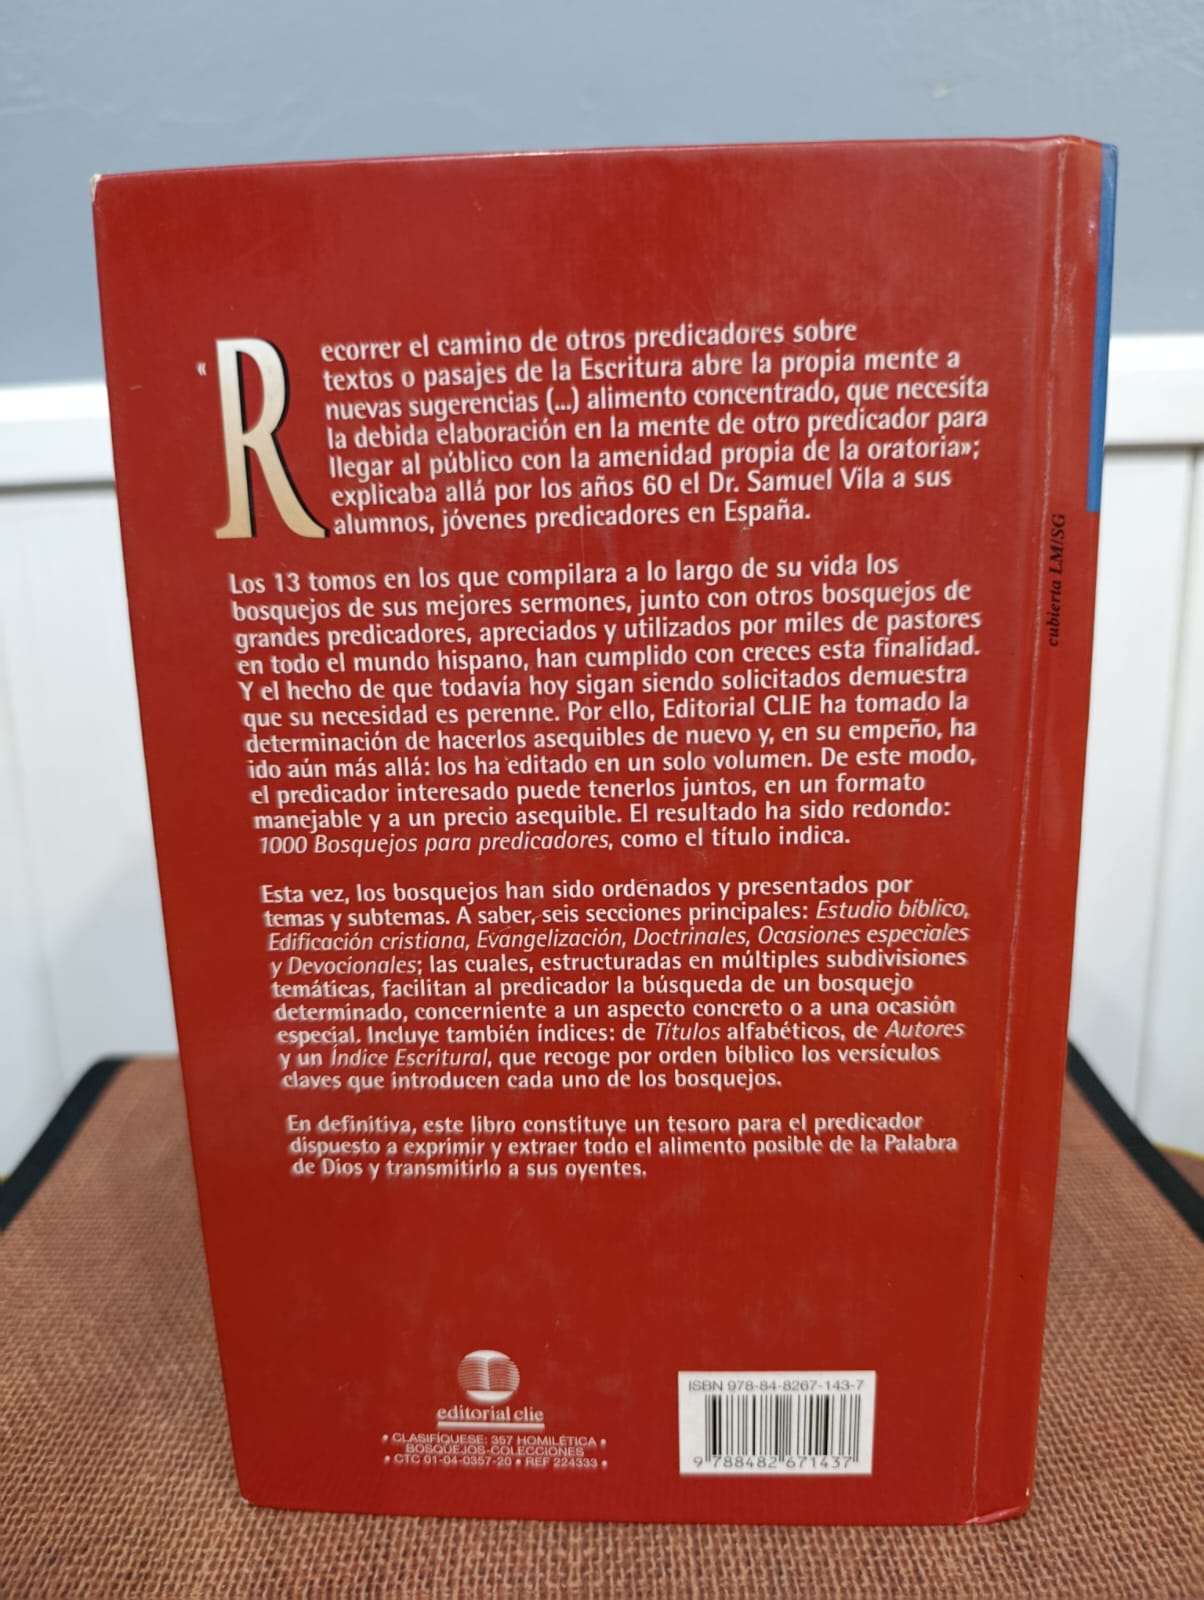 «Recorrer el camino de otros predicadores sobre
textos o pasajes de la Escritura abre la propia mente a
nuevas sugerencias (...) alimento concentrado, que necesita
la debida elaboración en la mente de otro predicador para
llegar al público con la amenidad propia de la oratoria»;
explicaba allá por los años 60 el Dr. Samuel Vila a sus
alumnos, jóvenes predicadores en España.
Los 13 tomos en los que compilara a lo largo de su vida los
bosquejos de sus mejores sermones, junto con otros bosquejos de
grandes predicadores, apreciados y utilizados por miles de pastores
en todo el mundo hispano, han cumplido con creces esta finalidad.
Y el hecho de que todavía hoy sigan siendo solicitados demuestra
que su necesidad es perenne. Por ello, Editorial CLIE ha tomado la
determinación de hacerlos asequibles de nuevo y, en su empeño, ha
ido aún más allá: los ha editado en un solo volumen. De este modo,
el predicador interesado puede tenerlos juntos, en un formato
manejable y a un precio asequible. El resultado ha sido redondo:
1000 Bosquejos para predicadores, como el título indica.
Esta vez, los bosquejos han sido ordenados y presentados por
temas y subtemas. A saber, seis secciones principales: Estudio bíblico,
Edificación cristiana, Evangelización, Doctrinales, Ocasiones especiales
y Devocionales; las cuales, estructuradas en múltiples subdivisiones
temáticas, facilitan al predicador la búsqueda de un bosquejo
determinado, concerniente a un aspecto concreto o a una ocasión
especial. Incluye también índices: de Títulos alfabéticos, de Autores
y un Índice Escritural, que recoge por orden bíblico los versículos
claves que introducen cada uno de los bosquejos.
En definitiva, este libro constituye un tesoro para el predicador
dispuesto a exprimir y extraer todo el alimento posible de la Palabra
de Dios y transmitirlo a sus oyentes.
cubierta LM/SG
editorial clie
• CLASIFÍQUESE: 357 HOMILÉTICA •
BOSQUEJOS-COLECCIONES
• CTC 01-04-0357-20 • REF 224333 •
ISBN 978-84-8267-143-7
9 788482 671437